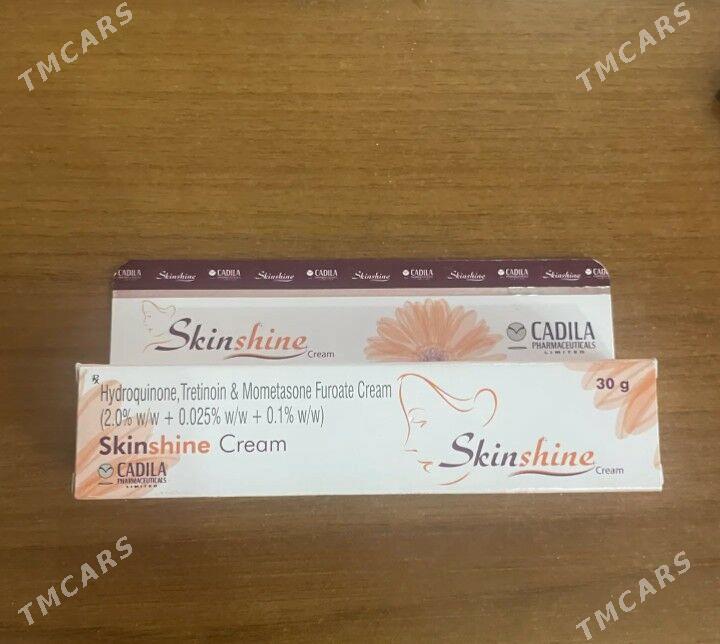 TMCARS
TMCARS
CADILA Skinshine CADILA Skinshine CADILA Skinshine CADILA Skinshine CADILA Skinshine CADILA
Skinshine
Cream
CADILA
PHARMACEUTICALS
LIMITED
Rx
Hydroquinone, Tretinoin & Mometasone Furoate Cream
(2.0% w/w + 0.025% w/w + 0.1% w/w)
Skinshine Cream
CADILA
PHARMACEUTICALS
LIMITED
30 g
Skinshine
Cream
TMCARS
TMCARS